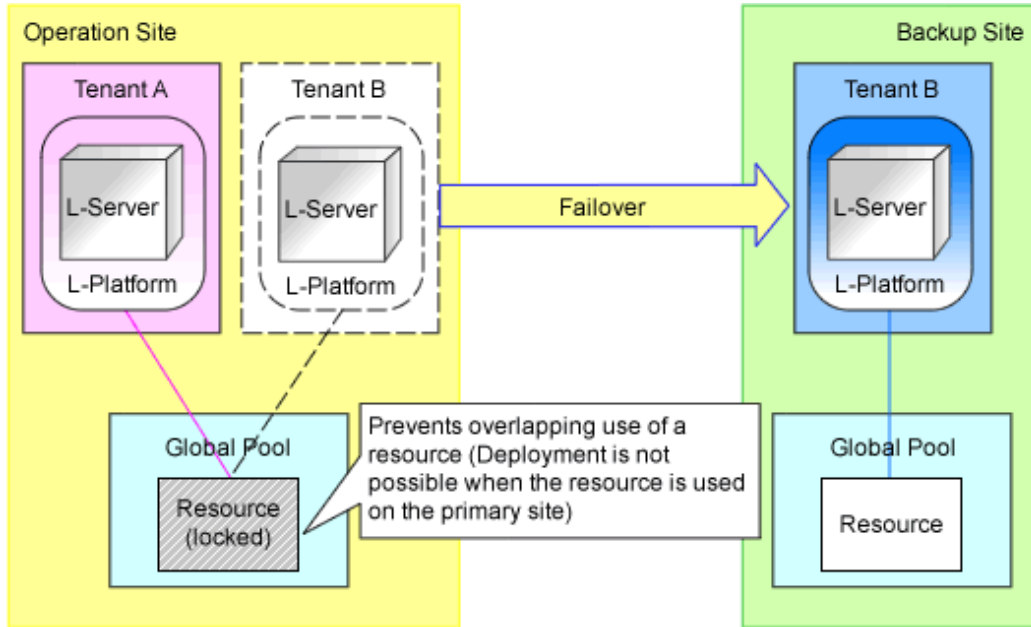 Operation Site
Tenant A
L-Server
L-Platform
Tenant B
L-Server
L-Platform
Failover
Backup Site
Tenant B
L-Server
L-Platform
Global Pool
Resource
(locked)
Prevents overlapping use of a
resource (Deployment is not
possible when the resource is used
on the primary site)
Global Pool
Resource